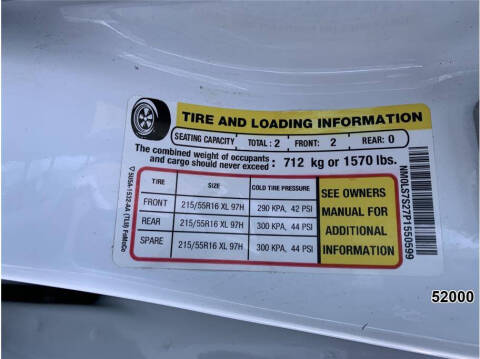 TIRE AND LOADING INFORMATION
SEATING CAPACITY TOTAL: 2 FRONT: 2 REAR: 0
The combined weight of occupants
and cargo should never exceed : 712 kg or 1570 lbs.
TIRE SIZE COLD TIRE PRESSURE
FRONT 215/55R16 XL 97H 290 KPA, 42 PSI
REAR 215/55R16 XL 97H 300 KPA, 44 PSI
SPARE 215/55R16 XL 97H 300 KPA, 44 PSI
SEE OWNERS
MANUAL FOR
ADDITIONAL
INFORMATION
NM0LS7S27P1550599
52000